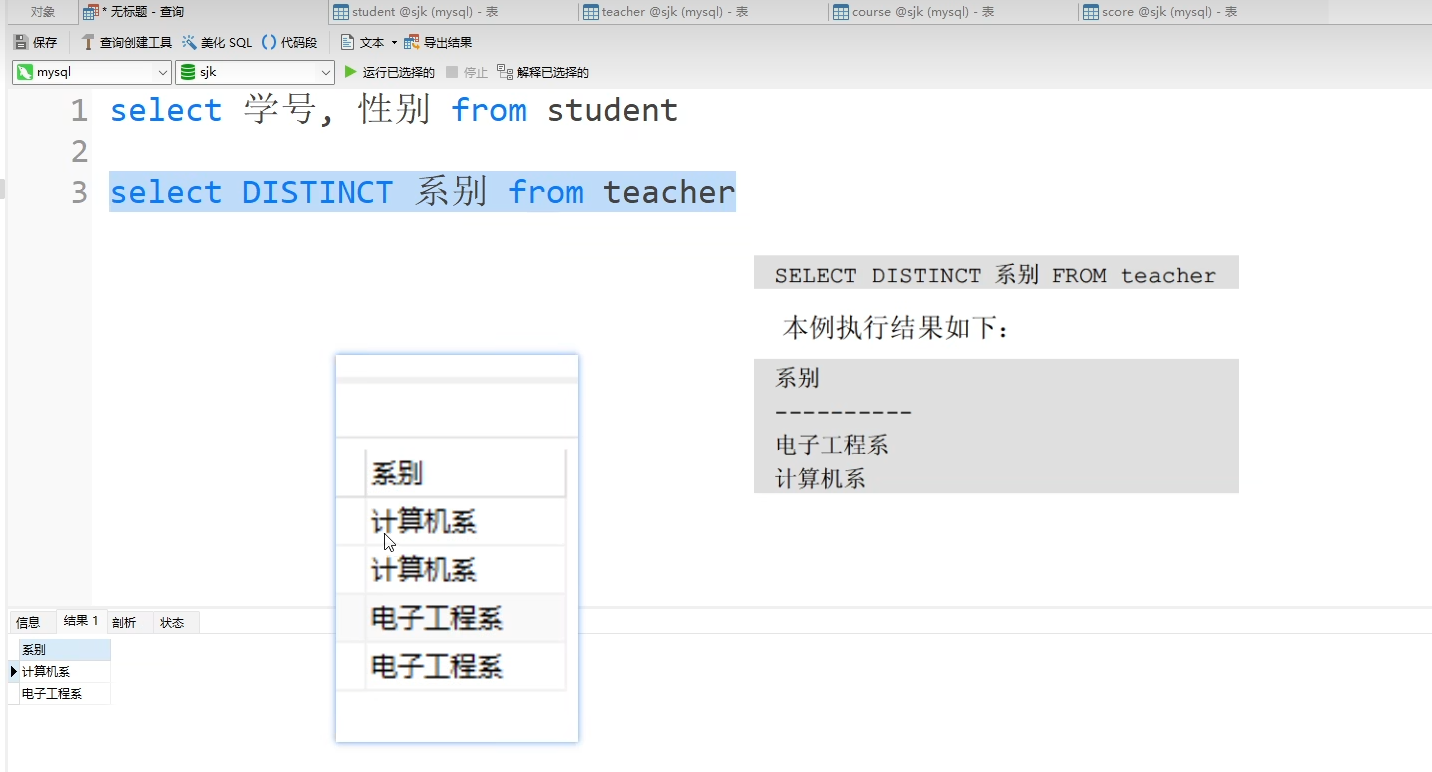 对象 * 无标题 - 查询 student @sjk (mysql) - 表 teacher @sjk (mysql) - 表 course @sjk (mysql) - 表 score @sjk (mysql) - 表
保存 查询创建工具 美化 SQL () 代码段 文本 导出结果
mysql sjk 运行已选择的 停止 解释已选择的
1 select 学号, 性别 from student
2
3 select DISTINCT 系别 from teacher
SELECT DISTINCT 系别 FROM teacher
本例执行结果如下：
系别
----------
电子工程系
计算机系
系别
计算机系
计算机系
电子工程系
电子工程系
信息 结果 1 剖析 状态
系别
计算机系
电子工程系